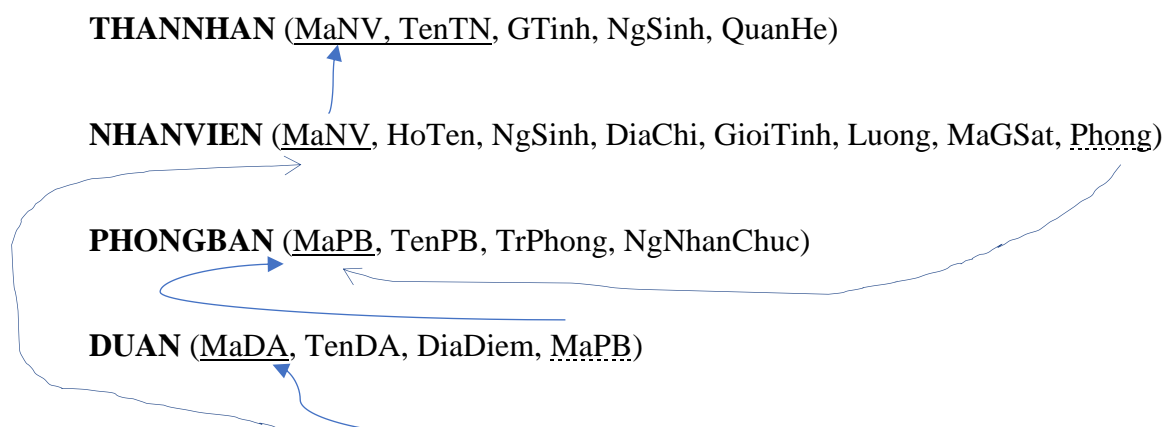 THANNHAN (MaNV, TenTN, GTinh, NgSinh, QuanHe)
NHANVIEN (MaNV, HoTen, NgSinh, DiaChi, GioiTinh, Luong, MaGSat, Phong)
PHONGBAN (MaPB, TenPB, TrPhong, NgNhanChuc)
DUAN (MaDA, TenDA, DiaDiem, MaPB)